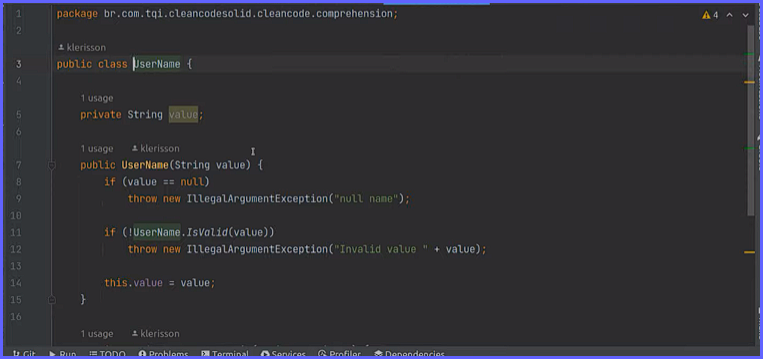 1 package br.com.tqi.cleancodesolid.cleancode.comprehension; 4
2
klerisson
3 public class UserName {
4
1 usage
5 private String value;
6
1 usage klerisson
7 public UserName(String value) {
8 if (value == null)
9 throw new IllegalArgumentException("null name");
10
11 if (!UserName.IsValid(value))
12 throw new IllegalArgumentException("Invalid value " + value);
13
14 this.value = value;
15 }
16
1 usage klerisson
Git Run TODO Problems Terminal Services Profiler Dependencies